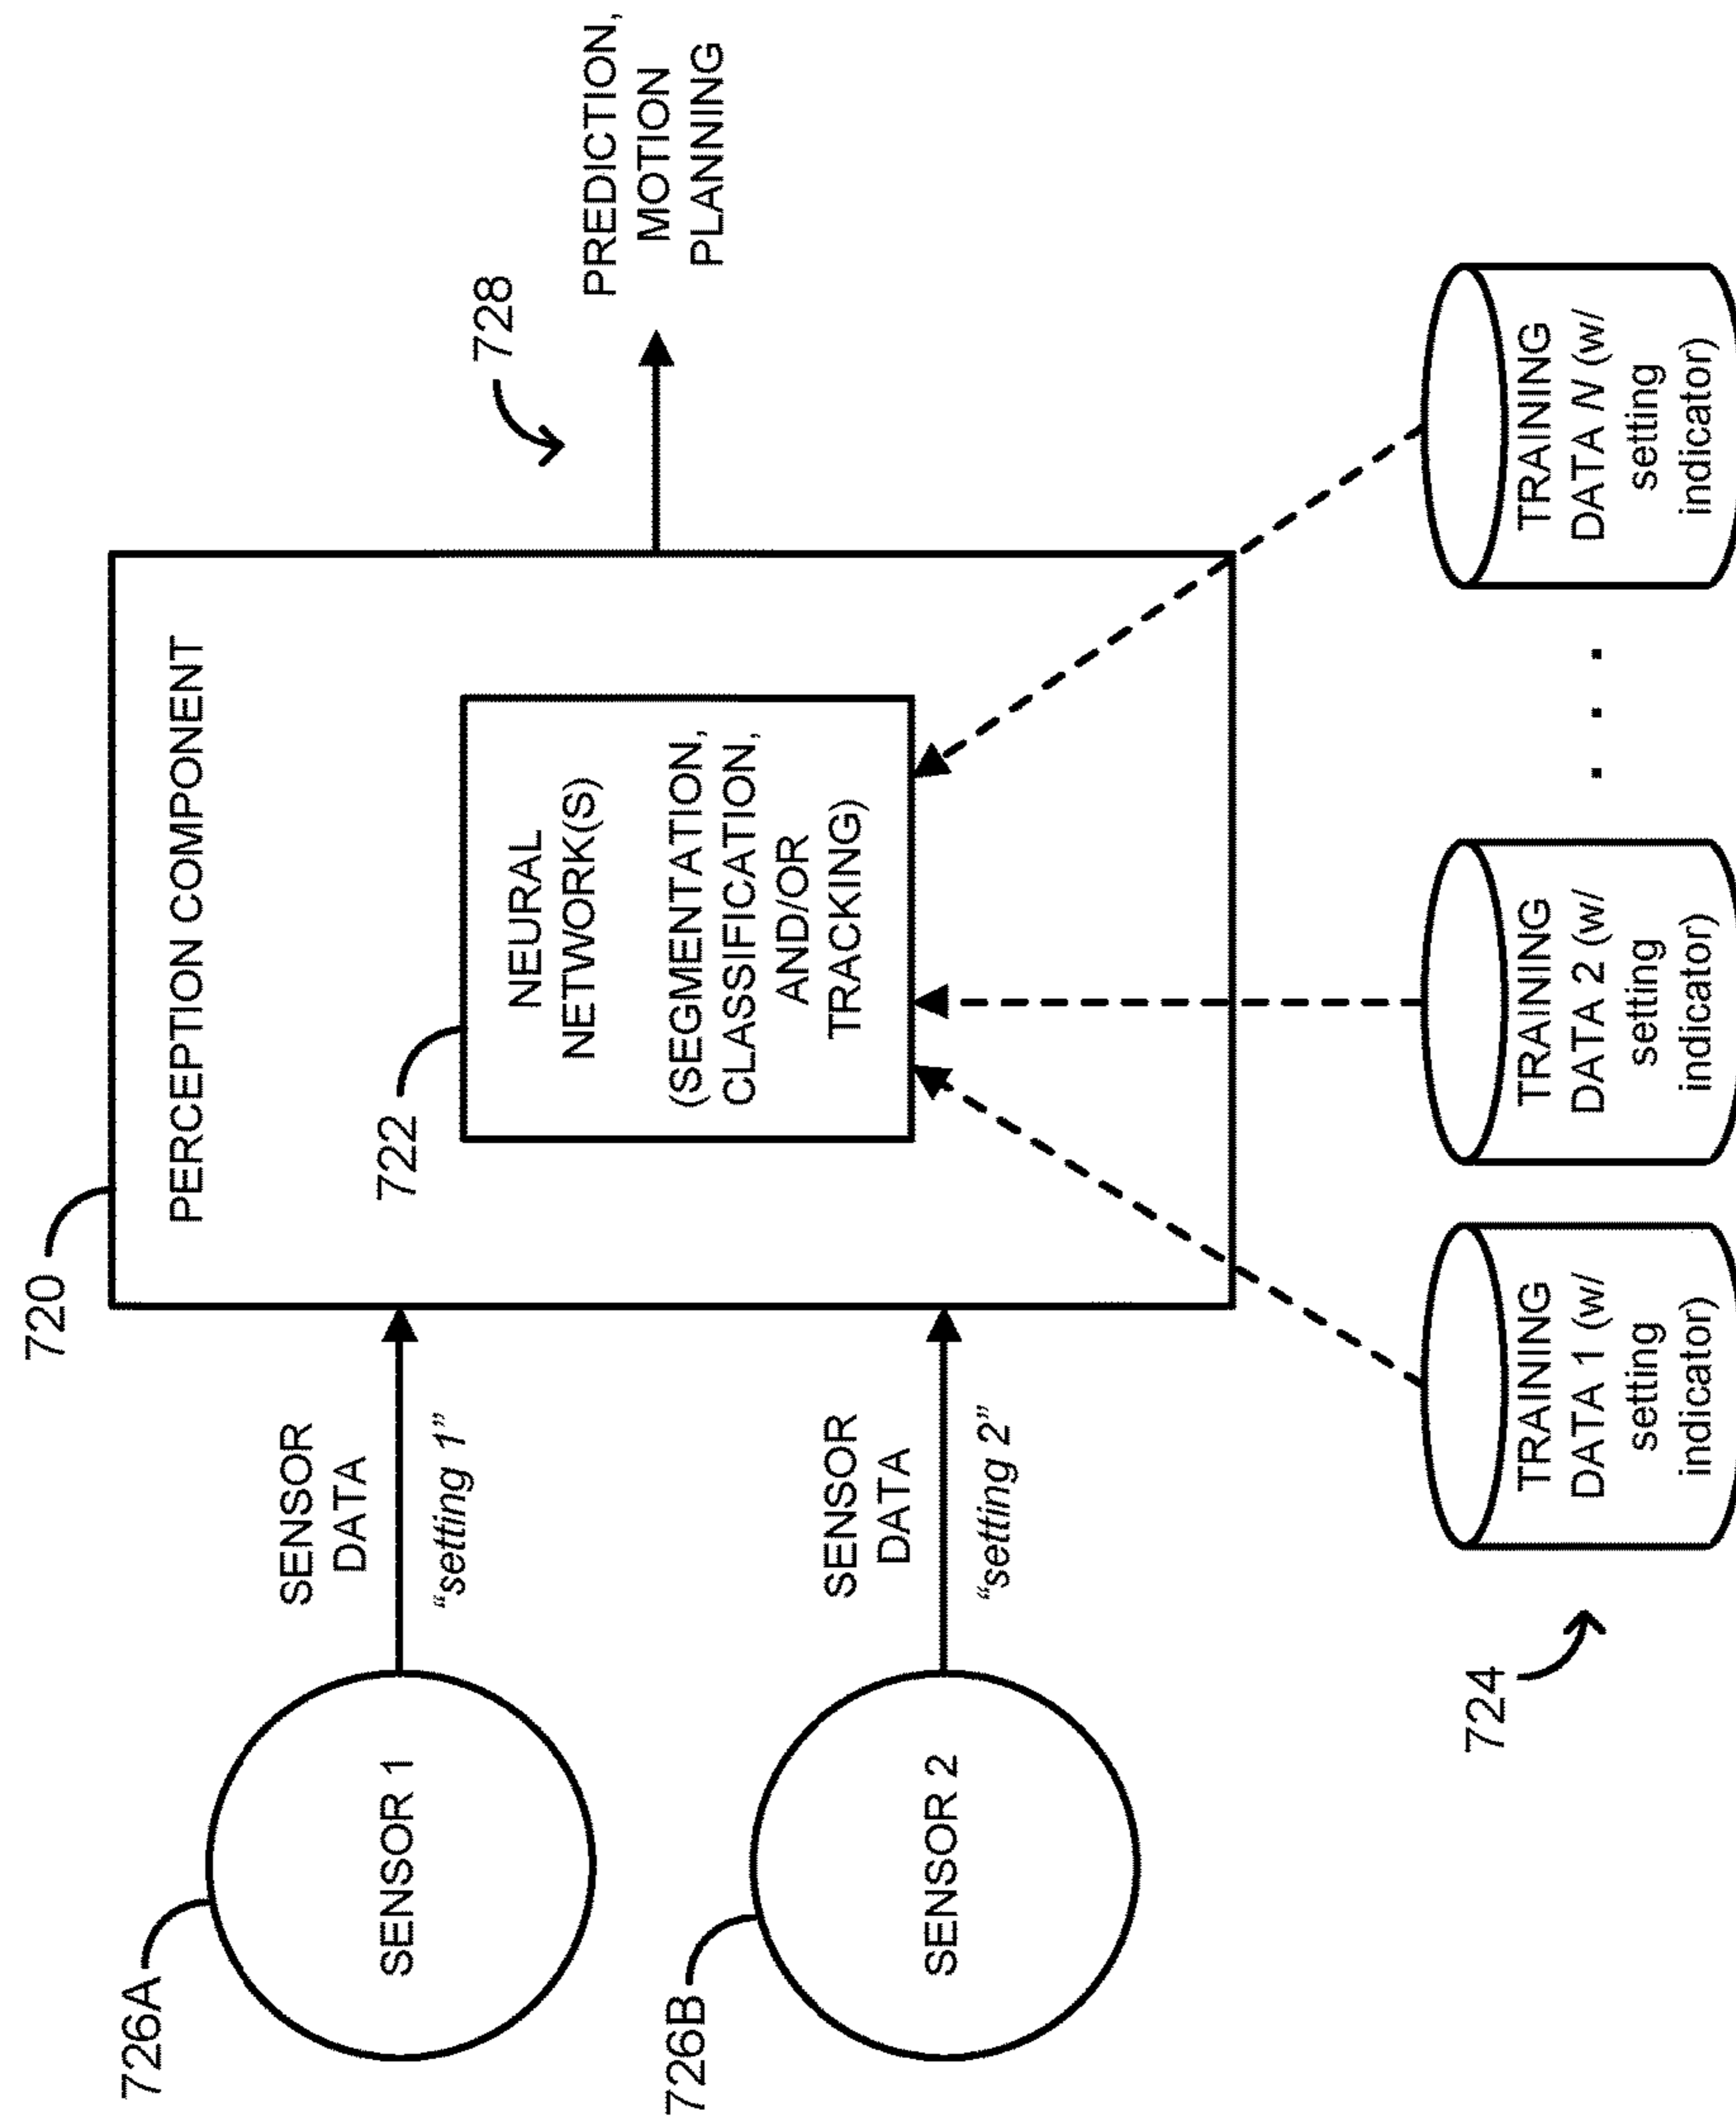 720
PERCEPTION COMPONENT
726A
SENSOR 1
SENSOR
DATA
“setting 1”
722
NEURAL
NETWORK(S)
(SEGMENTATION,
CLASSIFICATION,
AND/OR
TRACKING)
728
PREDICTION,
MOTION
PLANNING
726B
SENSOR 2
SENSOR
DATA
“setting 2”
724
TRAINING
DATA 1 (w/
setting
indicator)
TRAINING
DATA 2 (w/
setting
indicator)
. . .
TRAINING
DATA N (w/
setting
indicator)